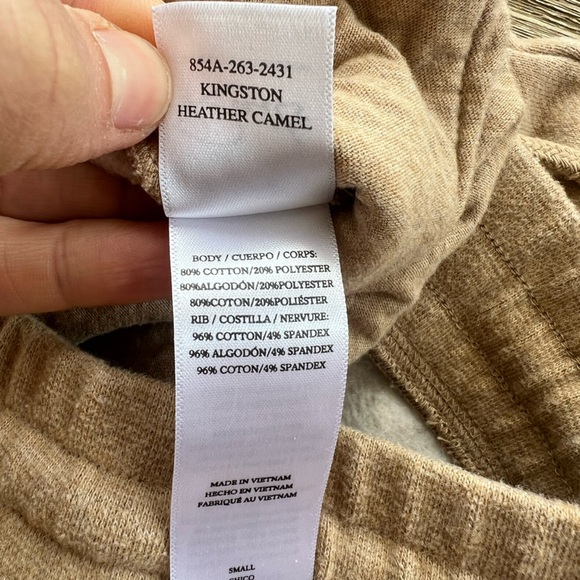 854A-263-2431
KINGSTON
HEATHER CAMEL
BODY / CUERPO / CORPS:
80% COTTON/20% POLYESTER
80%ALGODÓN/20% POLYESTER
80%COTON/20%POLIÉSTER
RIB / COSTILLA / NERVURE:
96% COTTON/4% SPANDEX
96% ALGODÓN/4% SPANDEX
96% COTON/4% SPANDEX
MADE IN VIETNAM
HECHO EN VIETNAM
FABRIQUÉ AU VIETNAM
SMALL
CHICO